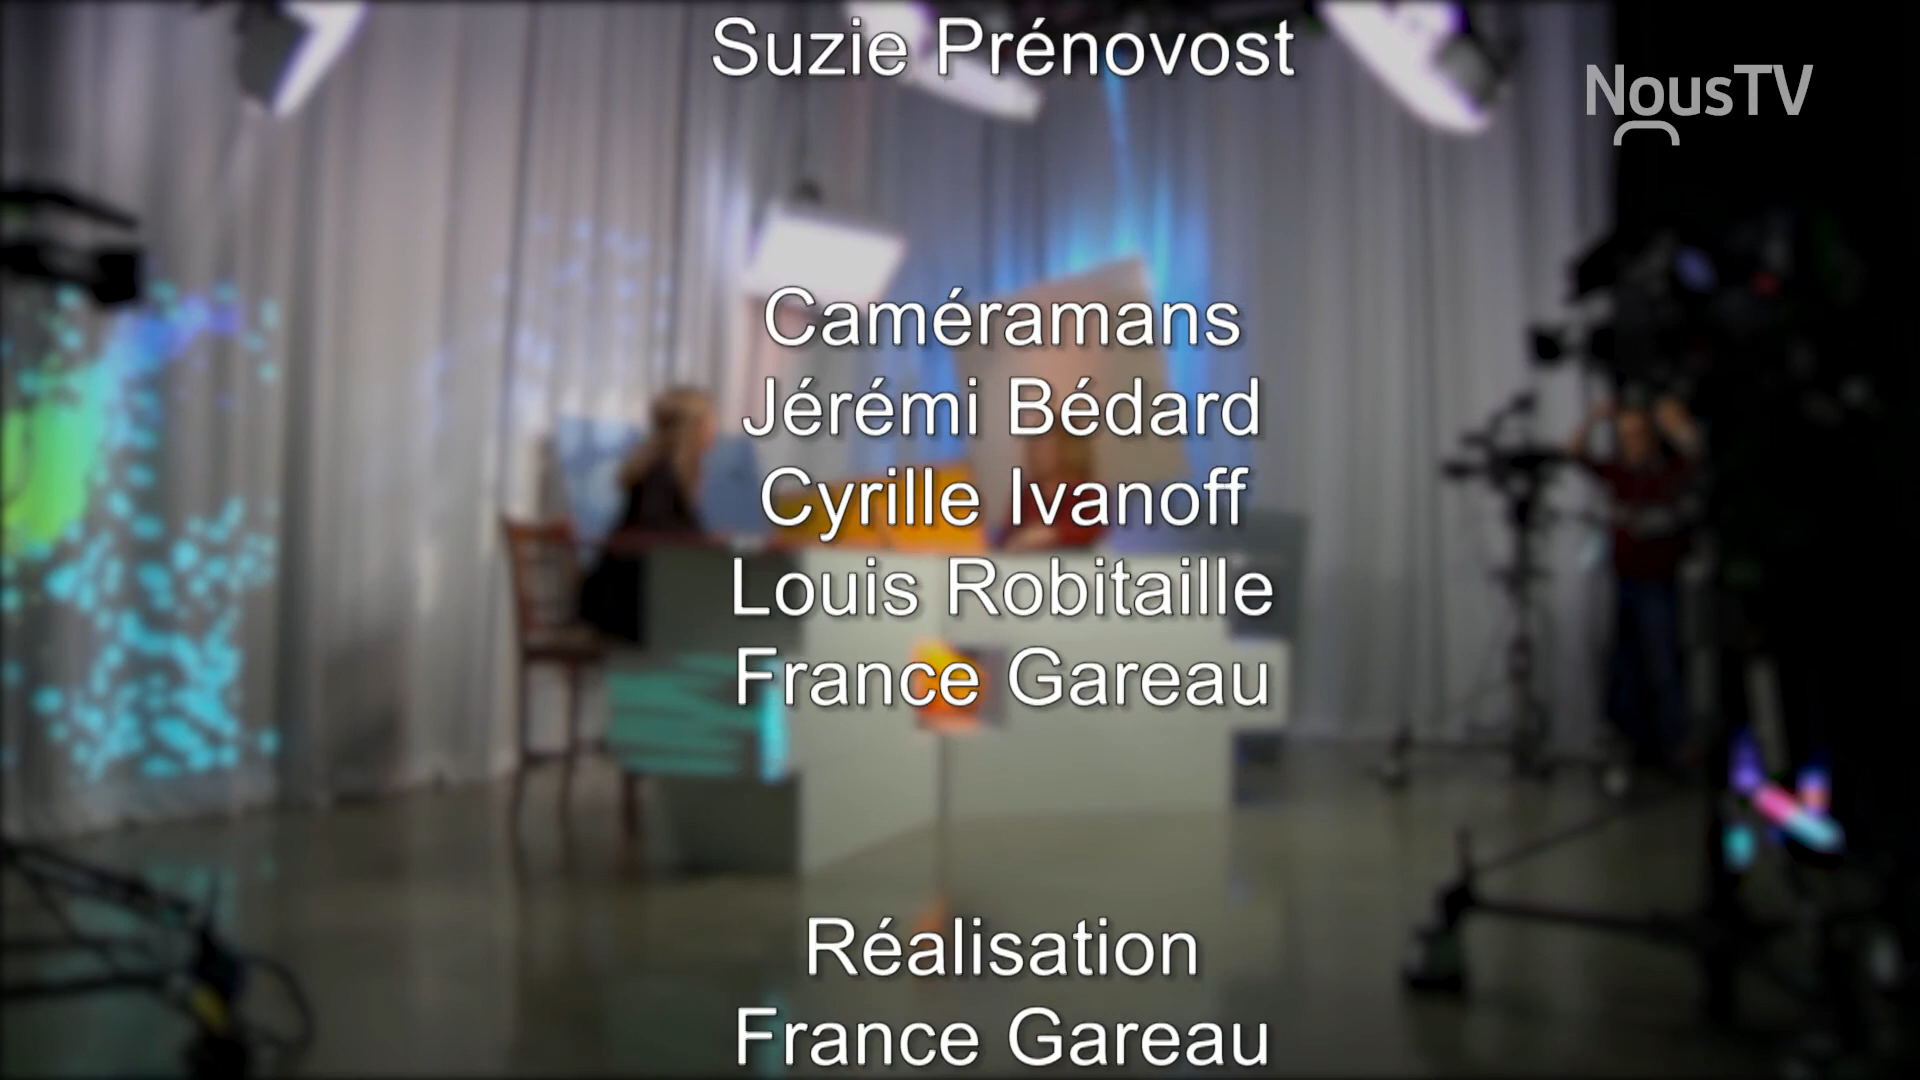 Suzie Prénovost
NousTV
Caméramans
Jérémi Bédard
Cyrille Ivanoff
Louis Robitaille
France Gareau
Réalisation
France Gareau